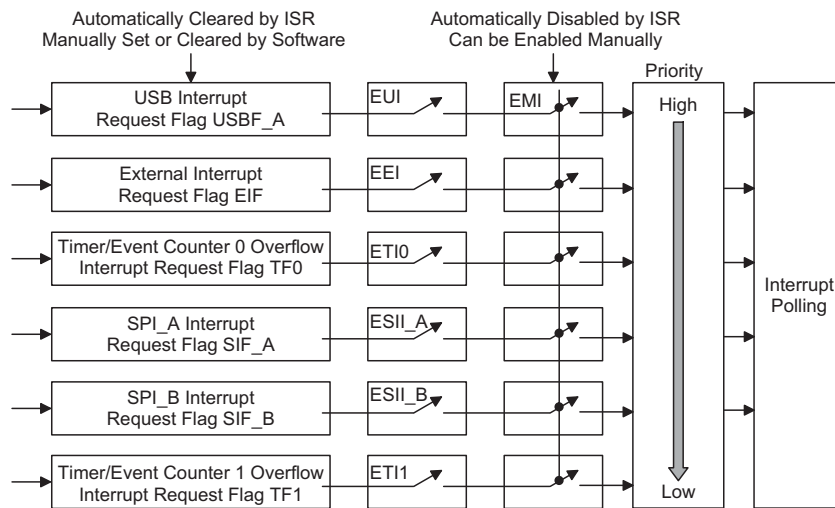 Automatically Cleared by ISR
Manually Set or Cleared by Software
Automatically Disabled by ISR
Can be Enabled Manually
Priority
USB Interrupt
Request Flag USBF_A
EUI
EMI
High
External Interrupt
Request Flag EIF
EEI
Timer/Event Counter 0 Overflow
Interrupt Request Flag TF0
ETI0
Interrupt
Polling
SPI_A Interrupt
Request Flag SIF_A
ESII_A
SPI_B Interrupt
Request Flag SIF_B
ESII_B
Timer/Event Counter 1 Overflow
Interrupt Request Flag TF1
ETI1
Low